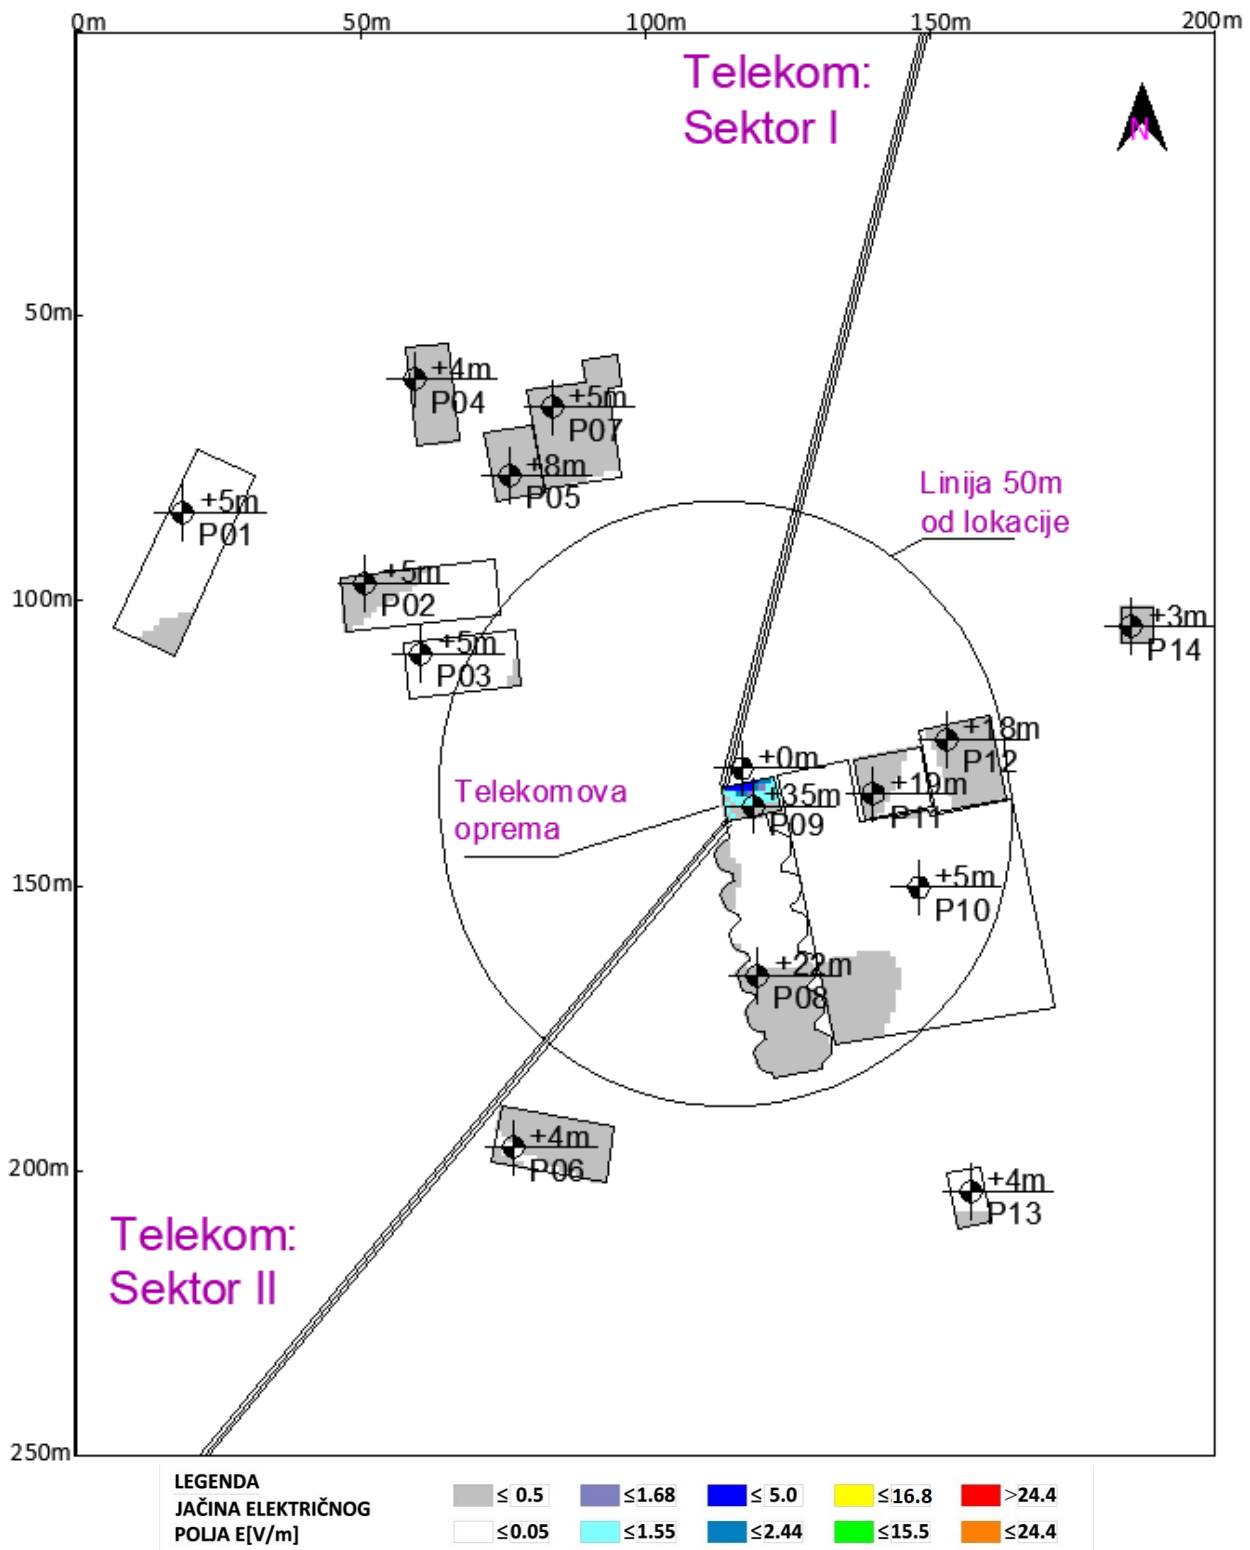 0m
50m
100m
150m
200m
Telekom:
Sektor I
N
50m
+4m
P04
+5m
P07
+8m
P05
Linija 50m
od lokacije
+5m
P01
+5m
P02
100m
+3m
P14
+5m
P03
+18m
P12
+0m
Telekomova
oprema
+35m
P09
+19m
P11
150m
+5m
P10
+22m
P08
+4m
P06
200m
+4m
P13
Telekom:
Sektor II
250m
LEGENDA
JAČINA ELEKTRIČNOG
POLJA E[V/m]
≤ 0.5
≤1.68
≤ 5.0
≤16.8
>24.4
≤0.05
≤1.55
≤2.44
≤15.5
≤24.4